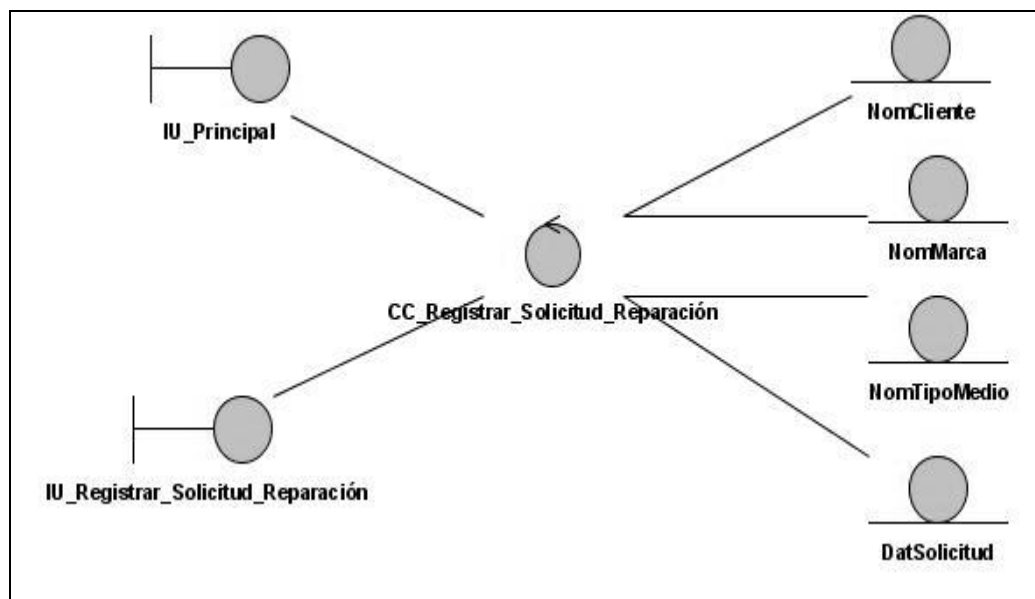 IU_Principal
NomCliente
NomMarca
CC_Registrar_Solicitud_Reparación
NomTipoMedio
IU_Registrar_Solicitud_Reparación
DatSolicitud